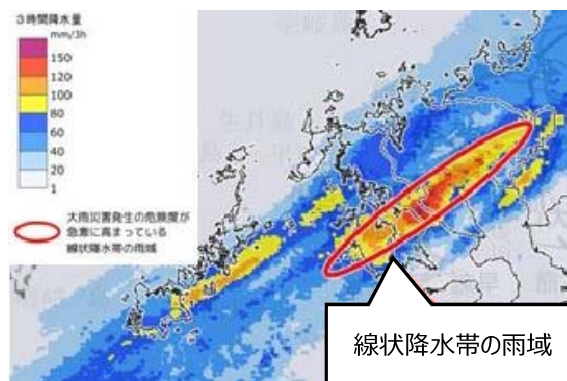 3時間降水量
mm/3h
150
120
100
80
60
40
20
1
大雨災害発生の危険度が
急激に高まっている
線状降水帯の雨域
線状降水帯の雨域